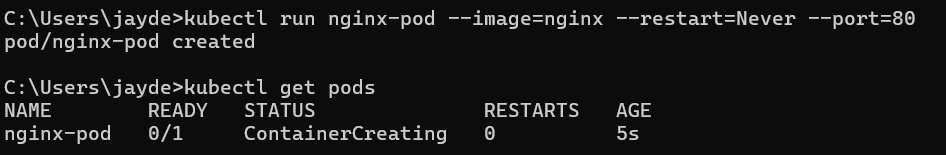 C:\Users\jayde>kubectl run nginx-pod --image=nginx --restart=Never --port=80
pod/nginx-pod created
C:\Users\jayde>kubectl get pods
NAME READY STATUS RESTARTS AGE
nginx-pod 0/1 ContainerCreating 0 5s